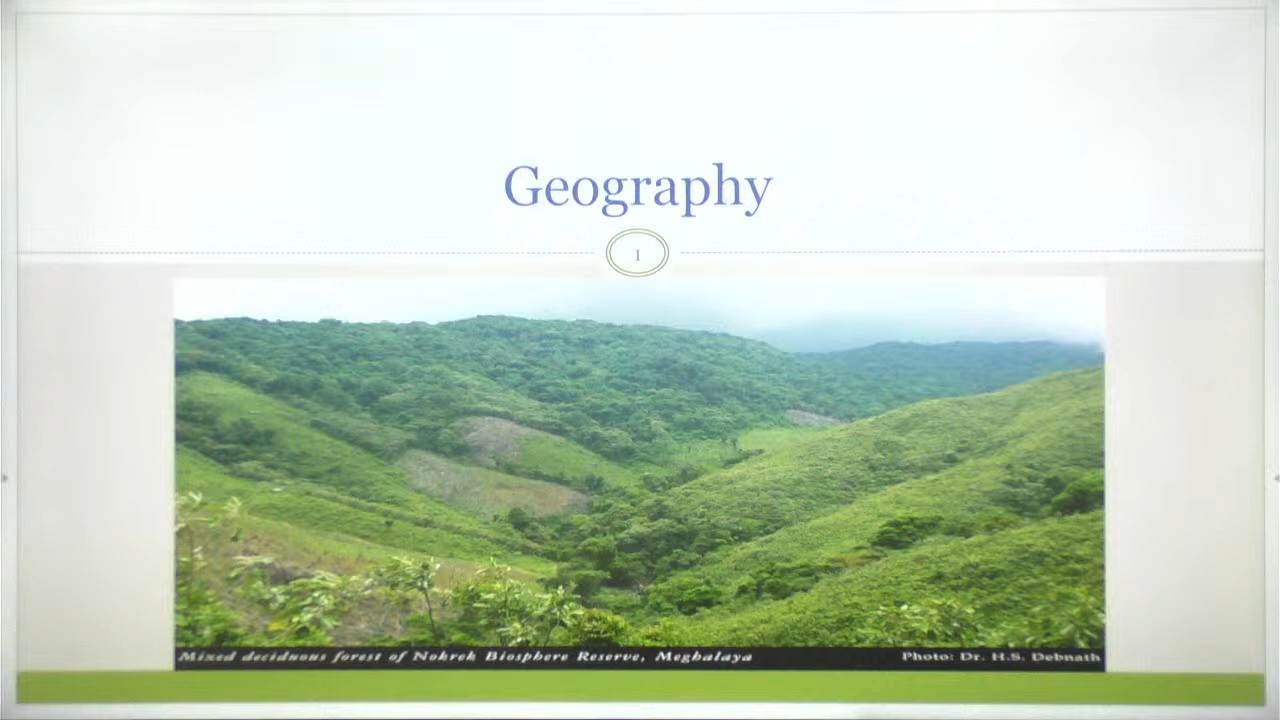 Geography
1
Mixed deciduous forest of Nokrek Biosphere Reserve, Meghalaya Photo: Dr. H.S. Debnath